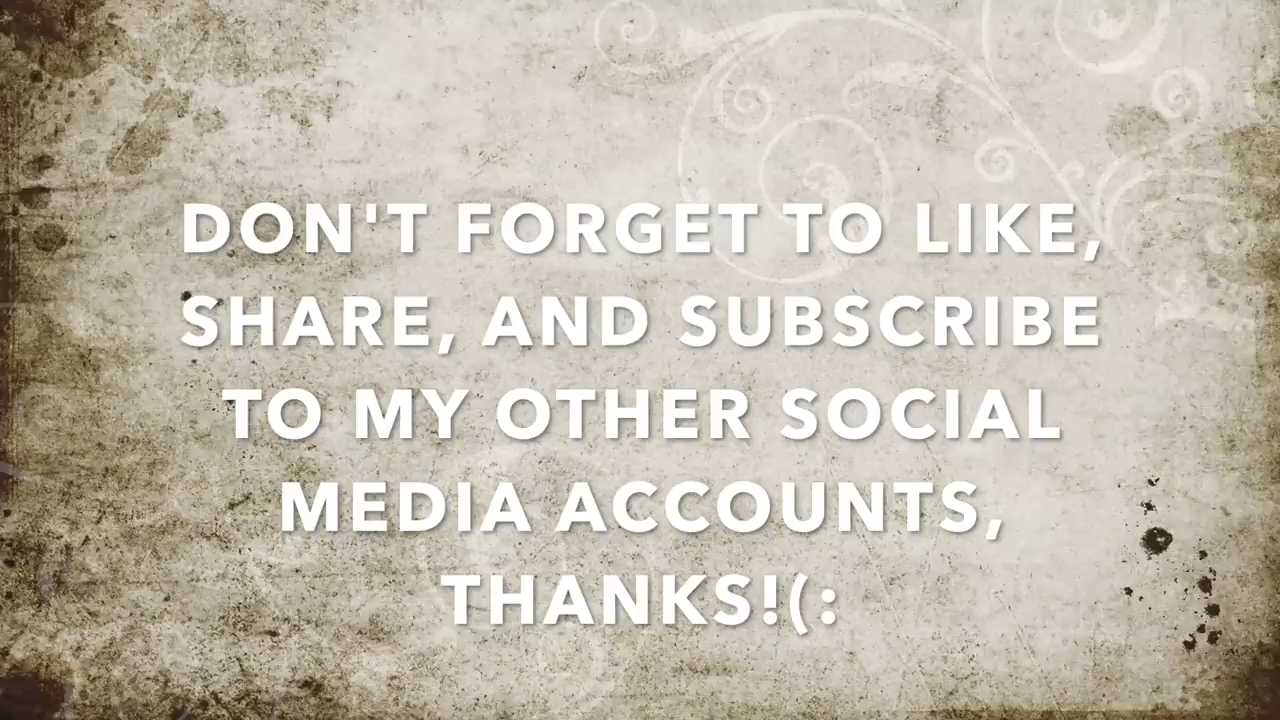 DON'T FORGET TO LIKE,
SHARE, AND SUBSCRIBE
TO MY OTHER SOCIAL
MEDIA ACCOUNTS,
THANKS!(: